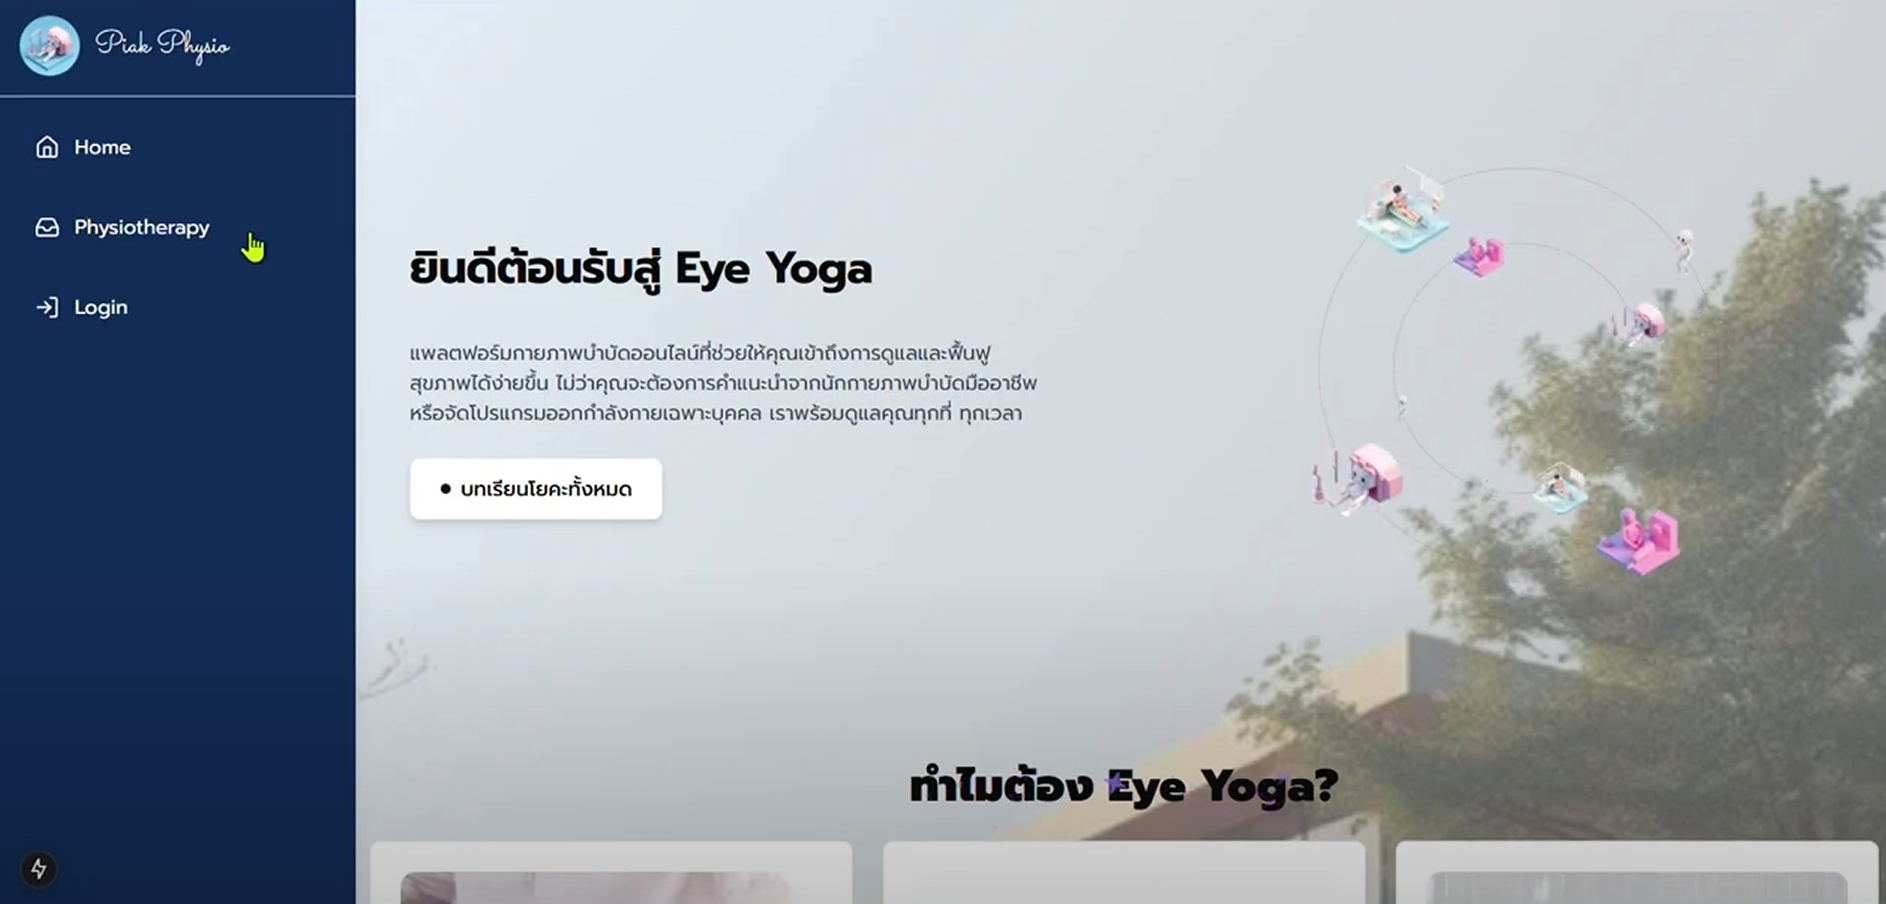 Piak Physio
Home
Physiotherapy
Login
ยินดีต้อนรับสู่ Eye Yoga
แพลตฟอร์มกายภาพบำบัดออนไลน์ที่ช่วยให้คุณเข้าถึงการดูแลและฟื้นฟู
สุขภาพได้ง่ายขึ้น ไม่ว่าคุณจะต้องการคำแนะนำจากนักกายภาพบำบัดมืออาชีพ
หรือจัดโปรแกรมออกกำลังกายเฉพาะบุคคล เราพร้อมดูแลคุณทุกที่ ทุกเวลา
• บทเรียนโยคะทั้งหมด
ทำไมต้อง Eye Yoga?